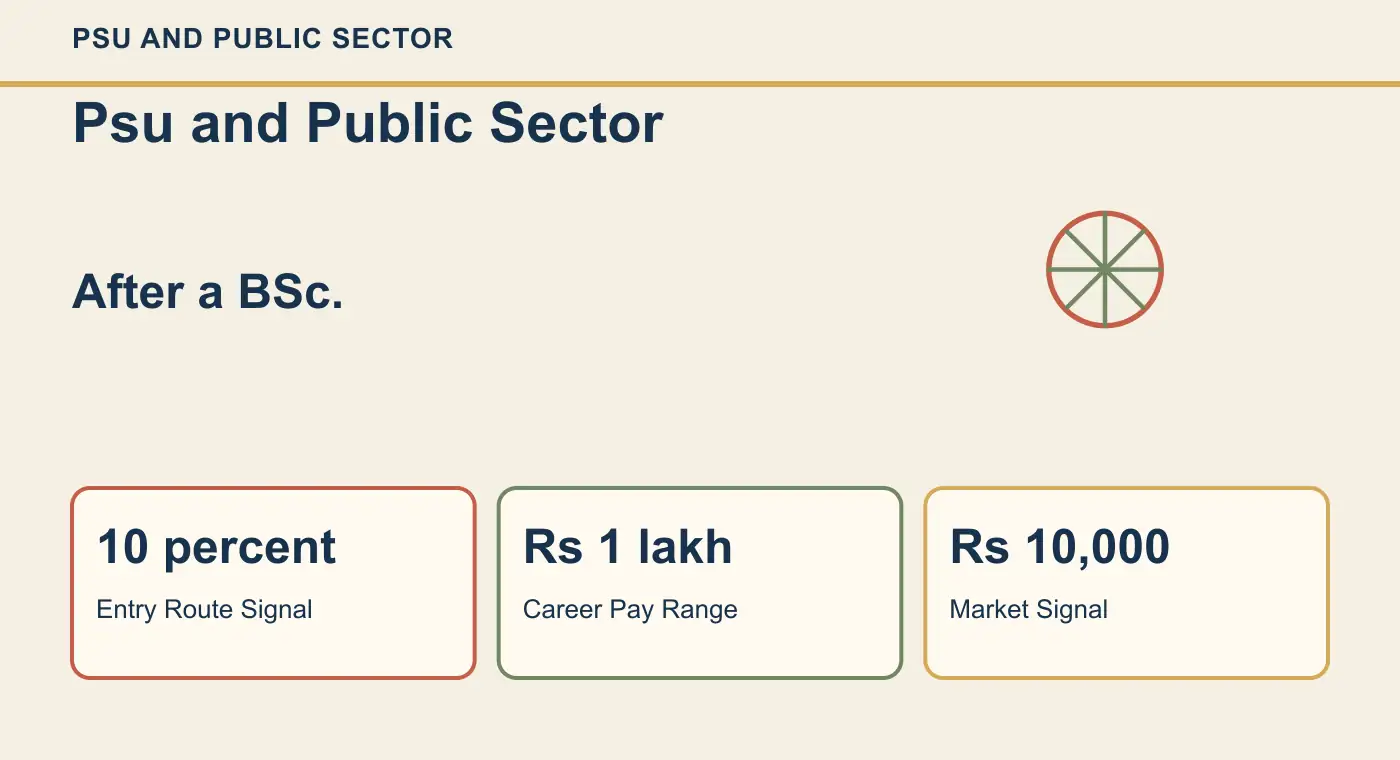 PSU AND PUBLIC SECTOR
Psu and Public Sector
After a BSc.
10 percent
Entry Route Signal
Rs 1 lakh
Career Pay Range
Rs 10,000
Market Signal